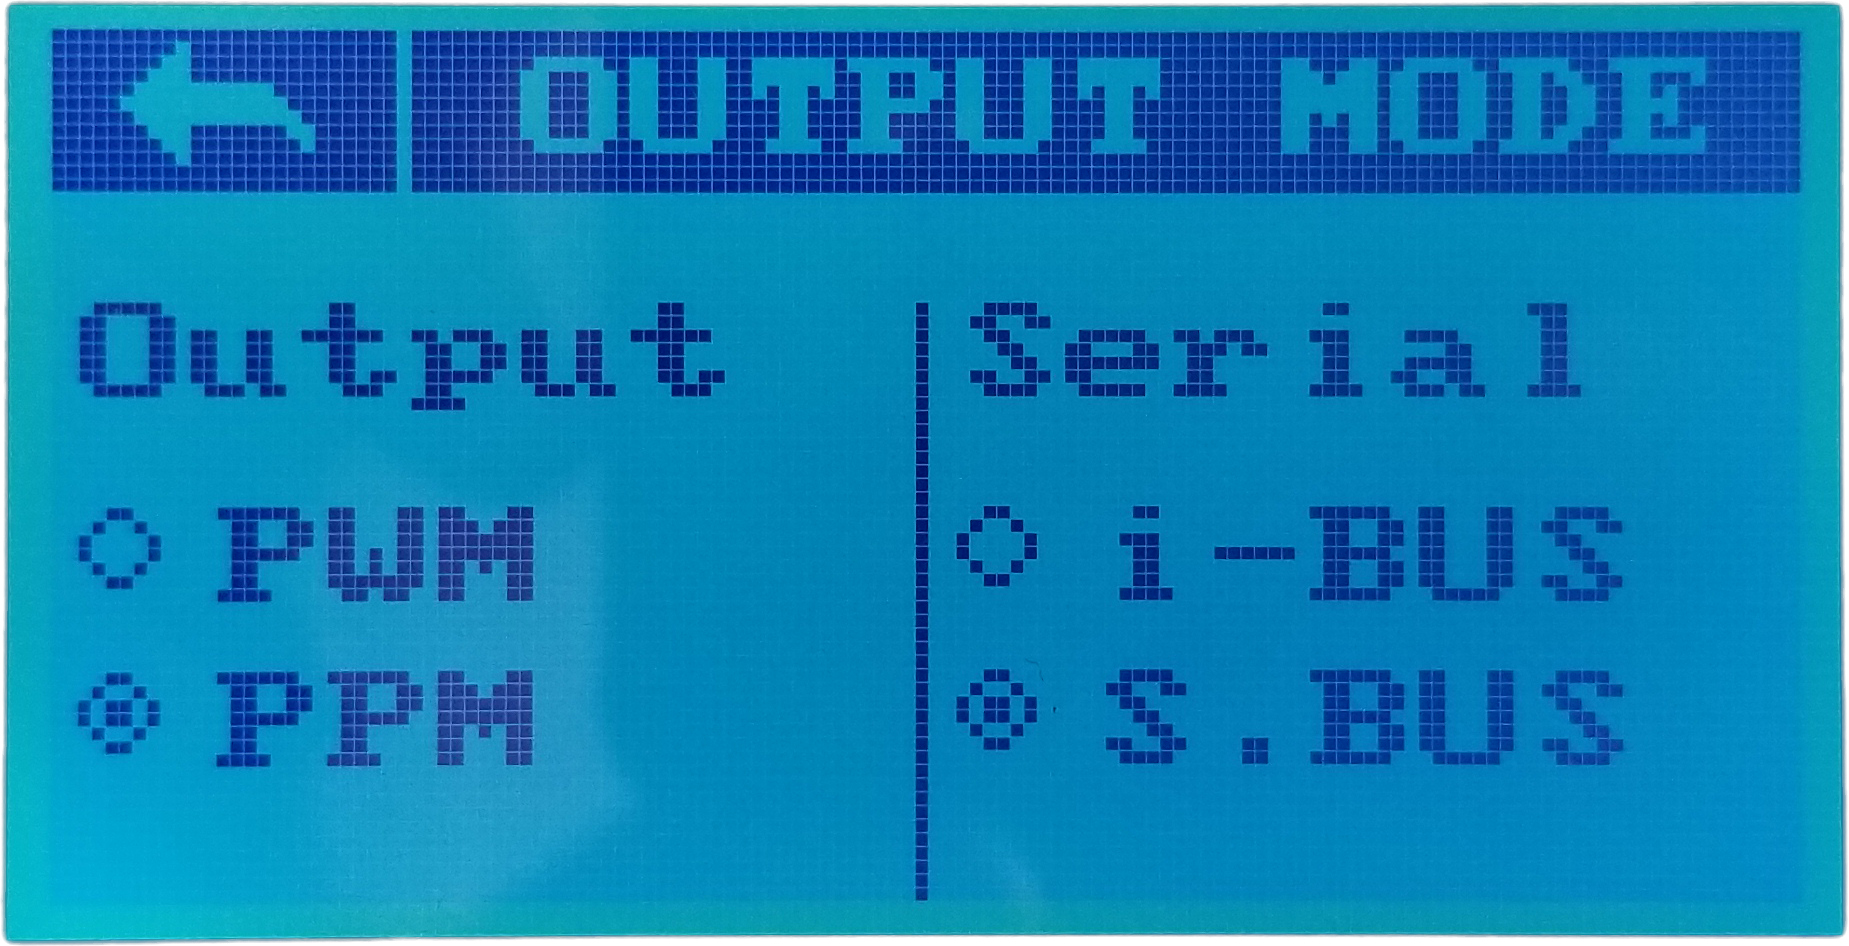 OUTPUT MODE
Output
PWM
PPM
Serial
i-BUS
S.BUS